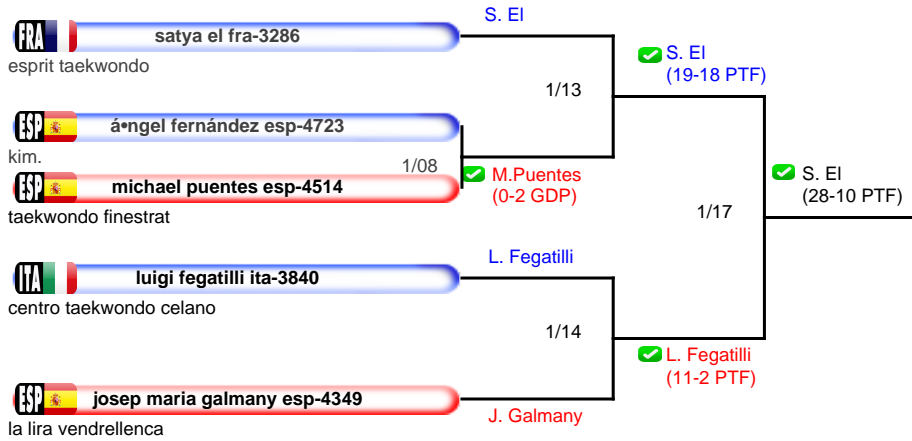 S. El
FRA satya el fra-3286
esprit taekwondo
S. El
(19-18 PTF)
1/13
ESP á•ngel fernández esp-4723
kim.
1/08
M.Puentes
(0-2 GDP)
ESP michael puentes esp-4514
taekwondo finestrat
S. El
(28-10 PTF)
1/17
L. Fegatilli
ITA luigi fegatilli ita-3840
centro taekwondo celano
1/14
L. Fegatilli
(11-2 PTF)
ESP josep maria galmany esp-4349
J. Galmany
la lira vendrellenca